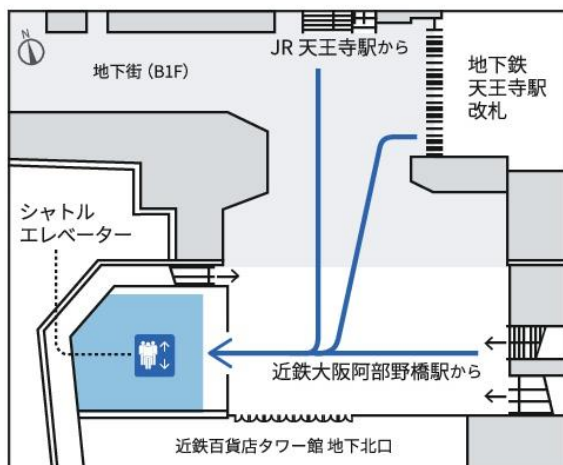 N
JR 天王寺駅から
地下街（B1F）
地下鉄
天王寺駅
改札
シャトル
エレベーター
近鉄大阪阿部野橋駅から
近鉄百貨店タワー館 地下北口